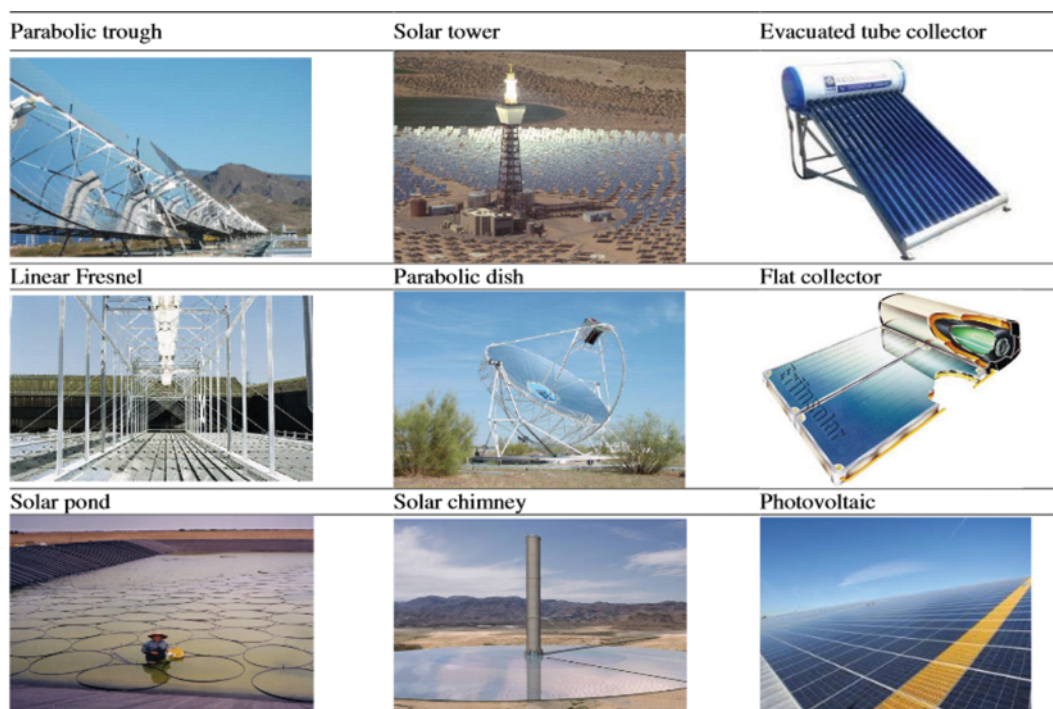 Parabolic trough
Solar tower
Evacuated tube collector
Linear Fresnel
Parabolic dish
Flat collector
Solar pond
Solar chimney
Photovoltaic